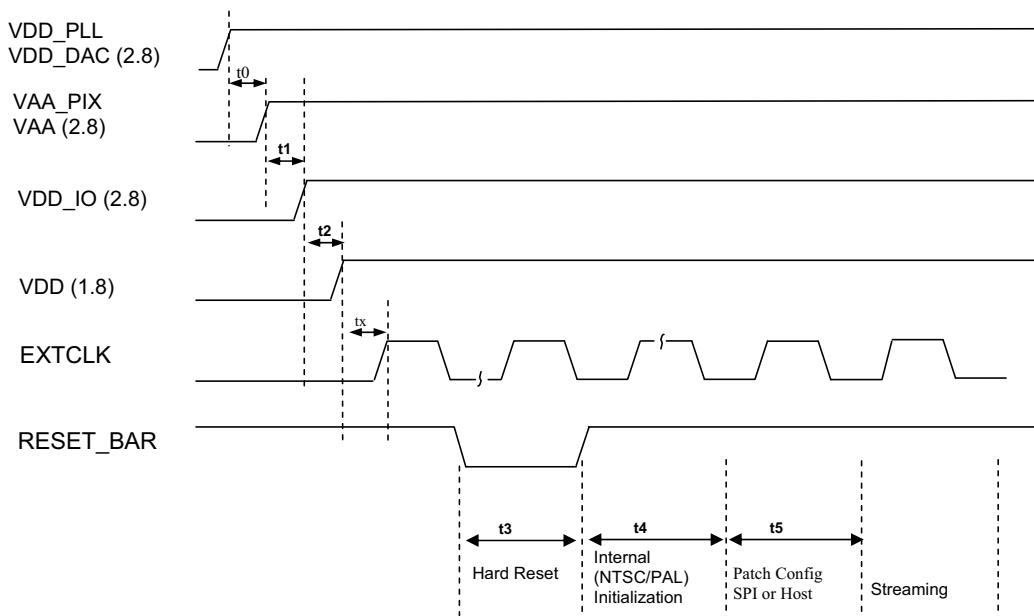 VDD_PLL
VDD_DAC (2.8)
t0
VAA_PIX
VAA (2.8)
t1
VDD_IO (2.8)
t2
VDD (1.8)
tx
EXTCLK
RESET_BAR
t3
t4
t5
Hard Reset
Internal
(NTSC/PAL)
Initialization
Patch Config
SPI or Host
Streaming